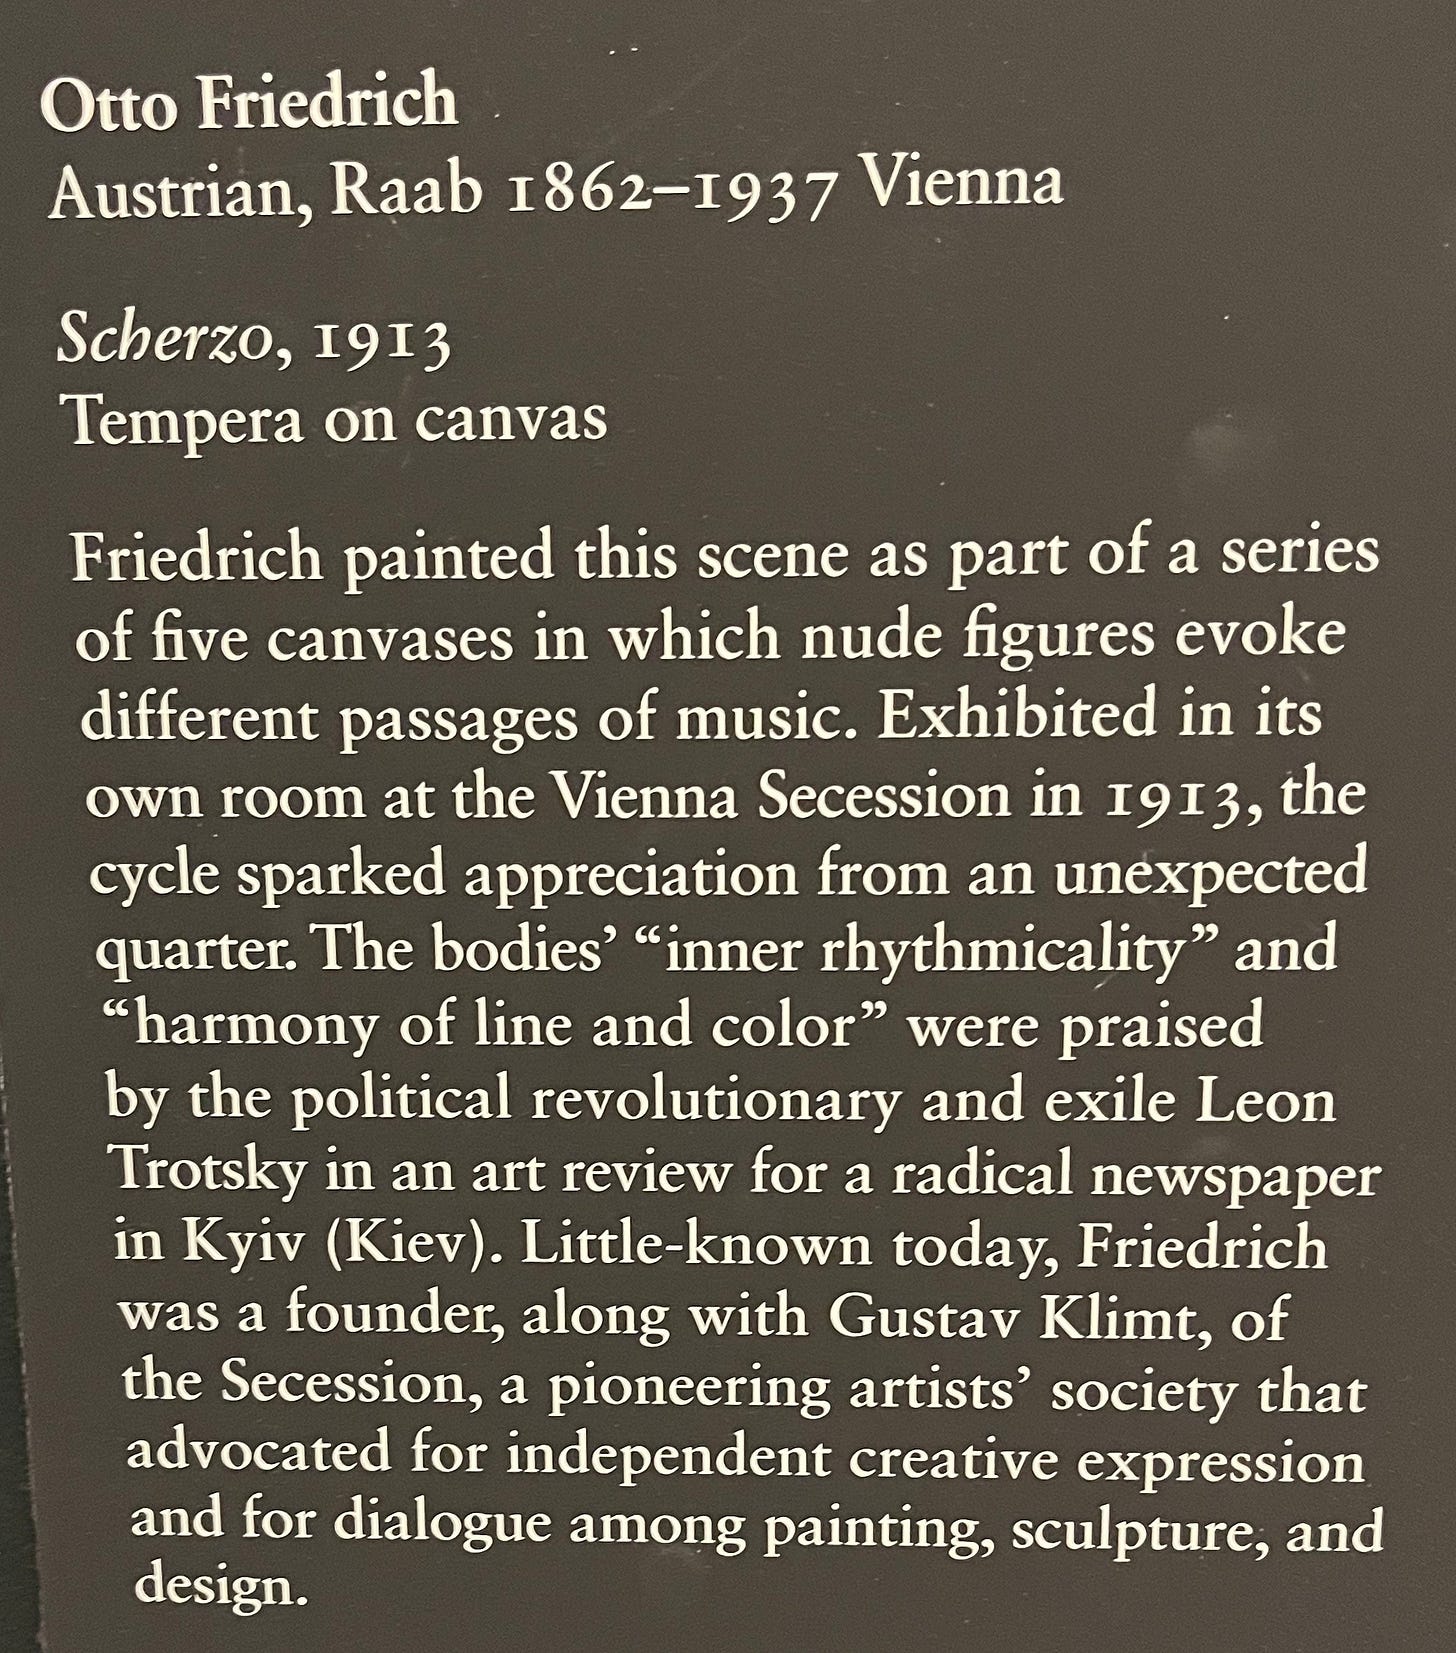 Otto Friedrich
Austrian, Raab 1862–1937 Vienna
Scherzo, 1913
Tempera on canvas
Friedrich painted this scene as part of a series
of five canvases in which nude figures evoke
different passages of music. Exhibited in its
own room at the Vienna Secession in 1913, the
cycle sparked appreciation from an unexpected
quarter. The bodies’ “inner rhythmicality” and
“harmony of line and color” were praised
by the political revolutionary and exile Leon
Trotsky in an art review for a radical newspaper
in Kyiv (Kiev). Little-known today, Friedrich
was a founder, along with Gustav Klimt, of
the Secession, a pioneering artists’ society that
advocated for independent creative expression
and for dialogue among painting, sculpture, and
design.